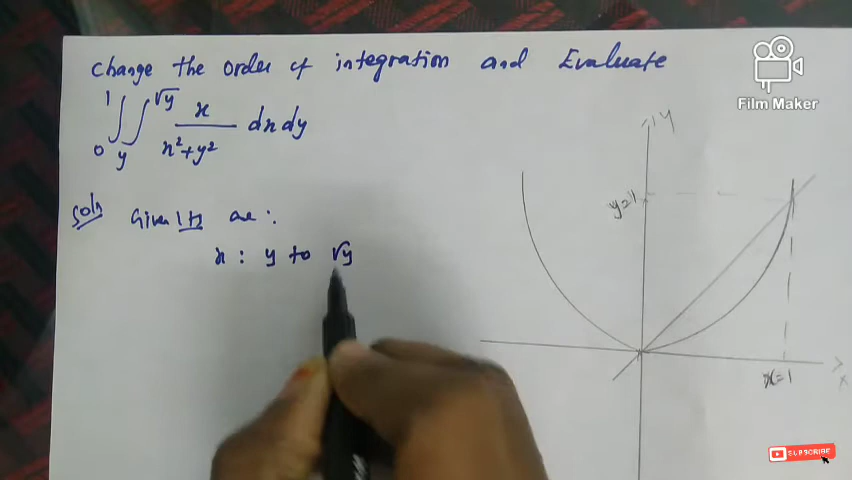 Change the order of integration and Evaluate
1 √y x
∫∫ ─── dx dy
0 y x²+y²
Soln Given lts are:
x : y to √y
Y
y=1
x=1
X
Film Maker
SUBSCRIBE